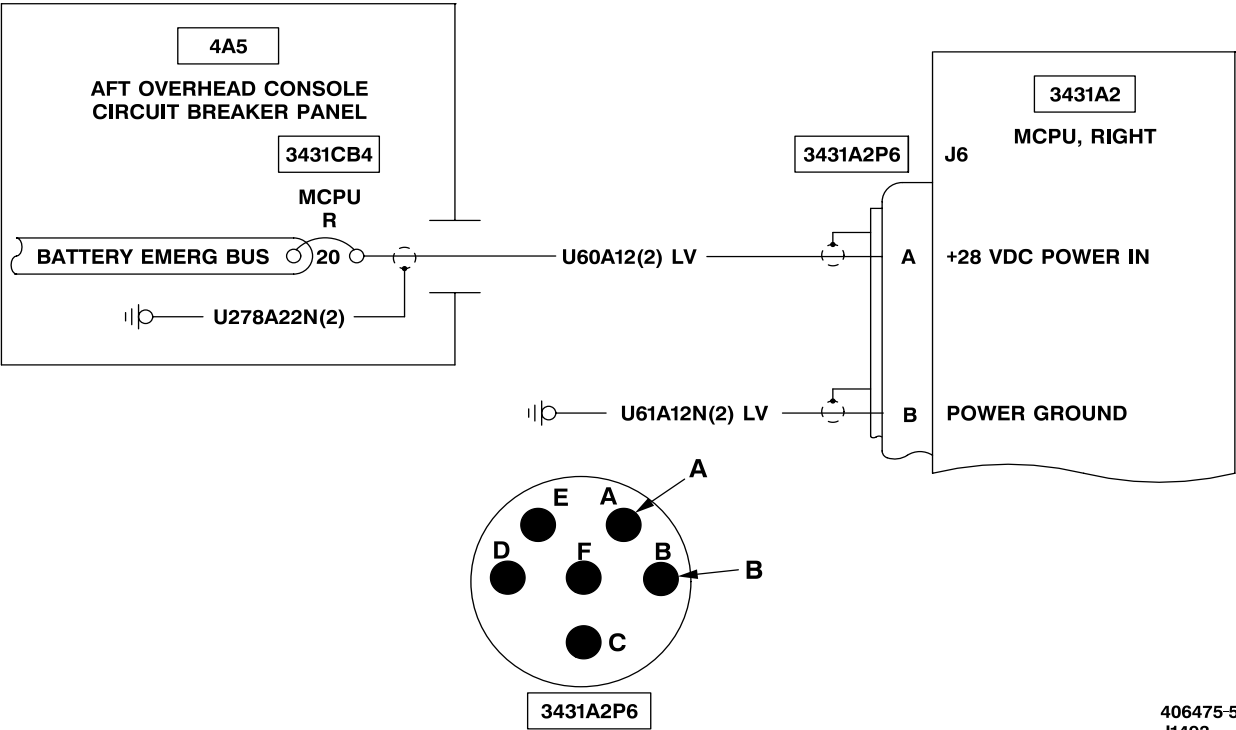 4A5
AFT OVERHEAD CONSOLE
CIRCUIT BREAKER PANEL
3431CB4
MCPU
R
BATTERY EMERG BUS
20
U278A22N(2)
U60A12(2) LV
U61A12N(2) LV
3431A2P6
3431A2
MCPU, RIGHT
J6
A
+28 VDC POWER IN
B
POWER GROUND
A
E
A
D
F
B
B
C
3431A2P6
406475-5